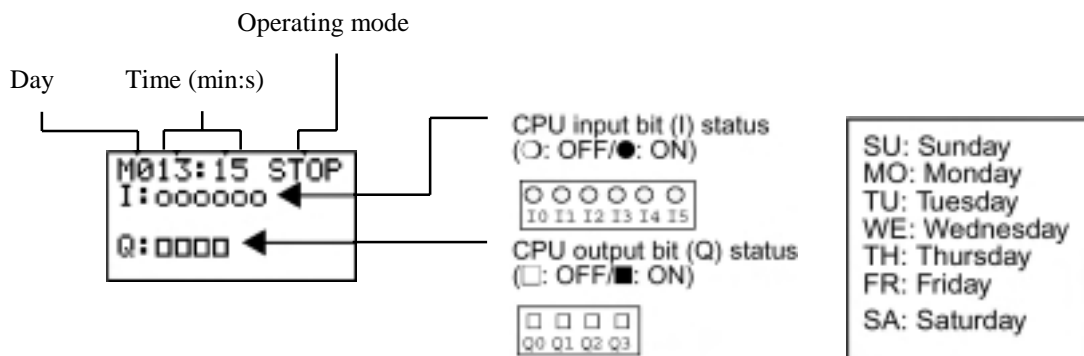 Operating mode
Day
Time (min:s)
M013:15 STOP
I:oooooo
Q:□□□□
CPU input bit (I) status
(○: OFF/●: ON)
I0 I1 I2 I3 I4 I5
CPU output bit (Q) status
(□: OFF/■: ON)
Q0 Q1 Q2 Q3
SU: Sunday
MO: Monday
TU: Tuesday
WE: Wednesday
TH: Thursday
FR: Friday
SA: Saturday